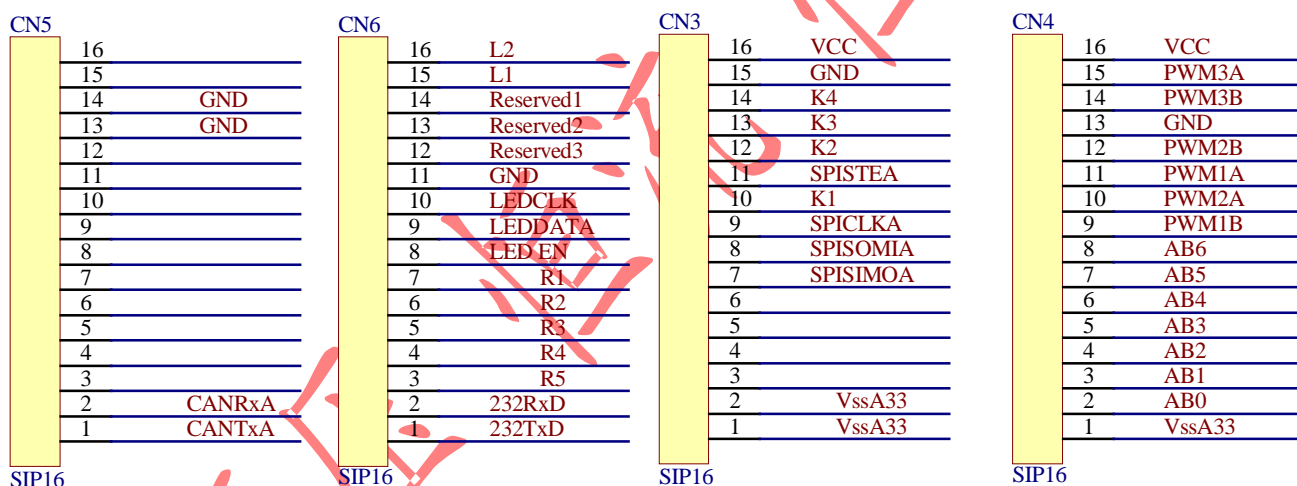 CN5
16
15
14 GND
13 GND
12
11
10
9
8
7
6
5
4
3
2 CANRxA
1 CANTxA
SIP16
CN6
16 L2
15 L1
14 Reserved1
13 Reserved2
12 Reserved3
11 GND
10 LEDCLK
9 LEDDATA
8 LED EN
7 R1
6 R2
5 R3
4 R4
3 R5
2 232RxD
1 232TxD
SIP16
CN3
16 VCC
15 GND
14 K4
13 K3
12 K2
11 SPISTEA
10 K1
9 SPICLKA
8 SPISOMIA
7 SPISIMOA
6
5
4
3
2 VssA33
1 VssA33
SIP16
CN4
16 VCC
15 PWM3A
14 PWM3B
13 GND
12 PWM2B
11 PWM1A
10 PWM2A
9 PWM1B
8 AB6
7 AB5
6 AB4
5 AB3
4 AB2
3 AB1
2 AB0
1 VssA33
SIP16